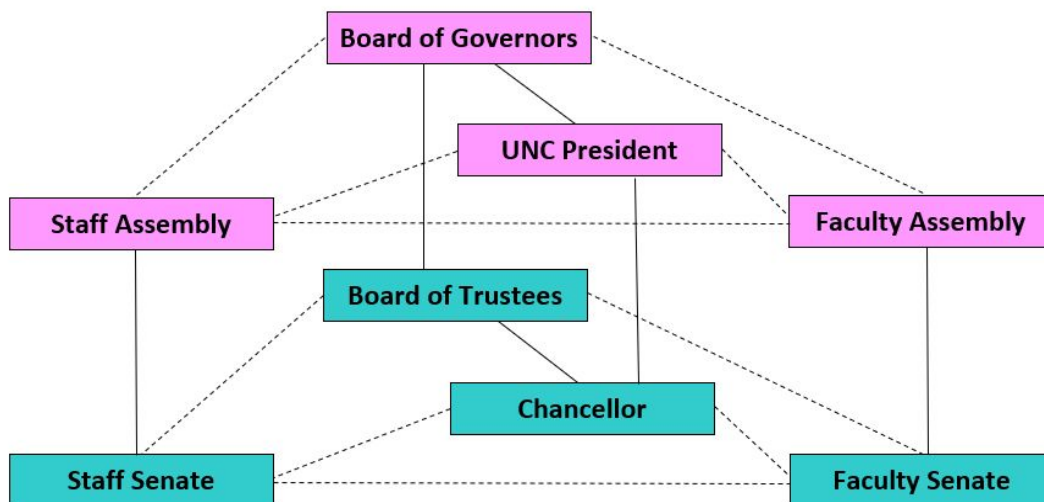 Board of Governors
UNC President
Staff Assembly
Faculty Assembly
Board of Trustees
Chancellor
Staff Senate
Faculty Senate